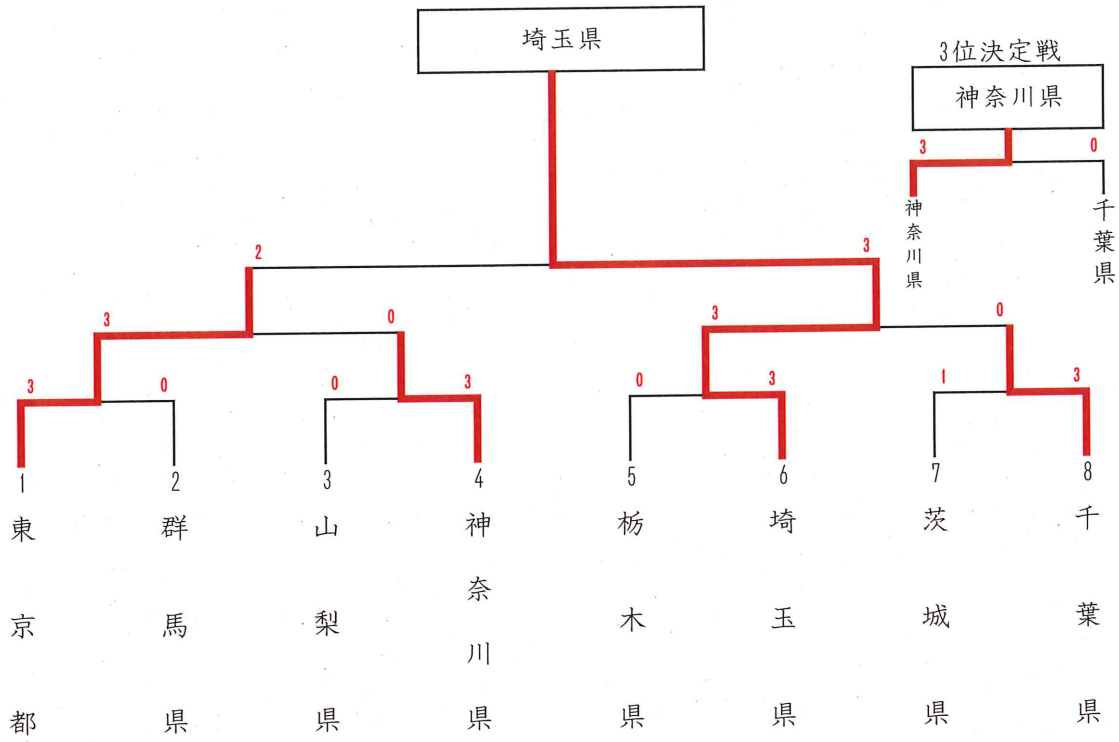 埼玉県
3位決定戦
神奈川県
3 0
神奈川県
千葉県
2 3
3 0 3 0
3 0 0 3 0 3 1 3
1 2 3 4 5 6 7 8
東京都
群馬県
山梨県
神奈川県
栃木県
埼玉県
茨城県
千葉県